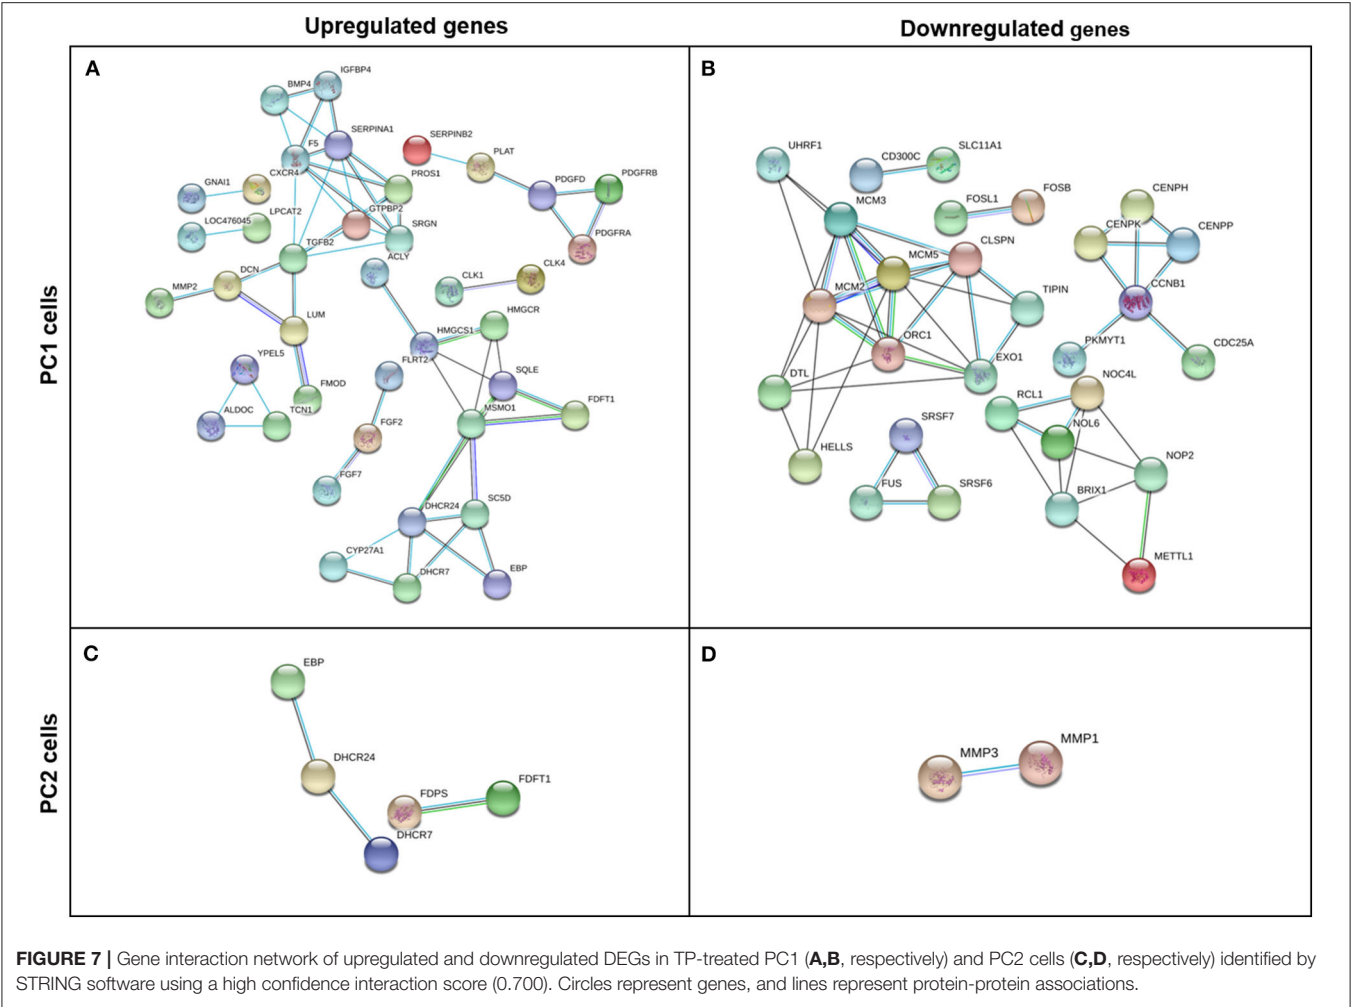 Upregulated genes
Downregulated genes
PC1 cells
PC2 cells
A
IGFBP4
BMP4
SERPINA1
F5
SERPINB2
PLAT
CXCR4
PROS1
PDGFD
PDGFRB
GNAI1
LPCAT2
GTPBP2
LOC476045
SRGN
PDGFRA
TGFB2
ACLY
DCN
CLK1
CLK4
MMP2
LUM
HMGCR
HMGCS1
YPEL5
FLRT2
SQLE
FMOD
ALDOC
TCN1
MSMO1
FDFT1
FGF2
FGF7
SC5D
DHCR24
CYP27A1
DHCR7
EBP
B
UHRF1
CD300C
SLC11A1
FOSL1
FOSB
CENPH
MCM3
CENPK
CENPP
CLSPN
MCM5
MCM2
CCNB1
TIPIN
ORC1
PKMYT1
CDC25A
EXO1
DTL
NOC4L
RCL1
SRSF7
NOL6
HELLS
NOP2
FUS
SRSF6
BRIX1
METTL1
C
EBP
DHCR24
FDPS
FDFT1
DHCR7
D
MMP3
MMP1
FIGURE 7 | Gene interaction network of upregulated and downregulated DEGs in TP-treated PC1 (A,B, respectively) and PC2 cells (C,D, respectively) identified by
STRING software using a high confidence interaction score (0.700). Circles represent genes, and lines represent protein-protein associations.